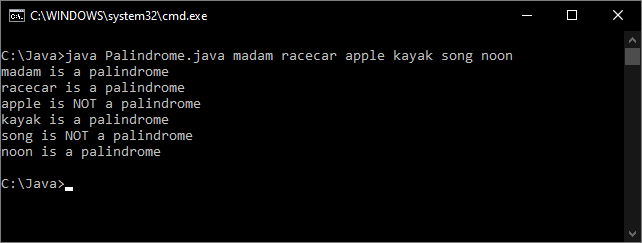 C:\WINDOWS\system32\cmd.exe
C:\Java>java Palindrome.java madam racecar apple kayak song noon
madam is a palindrome
racecar is a palindrome
apple is NOT a palindrome
kayak is a palindrome
song is NOT a palindrome
noon is a palindrome
C:\Java>